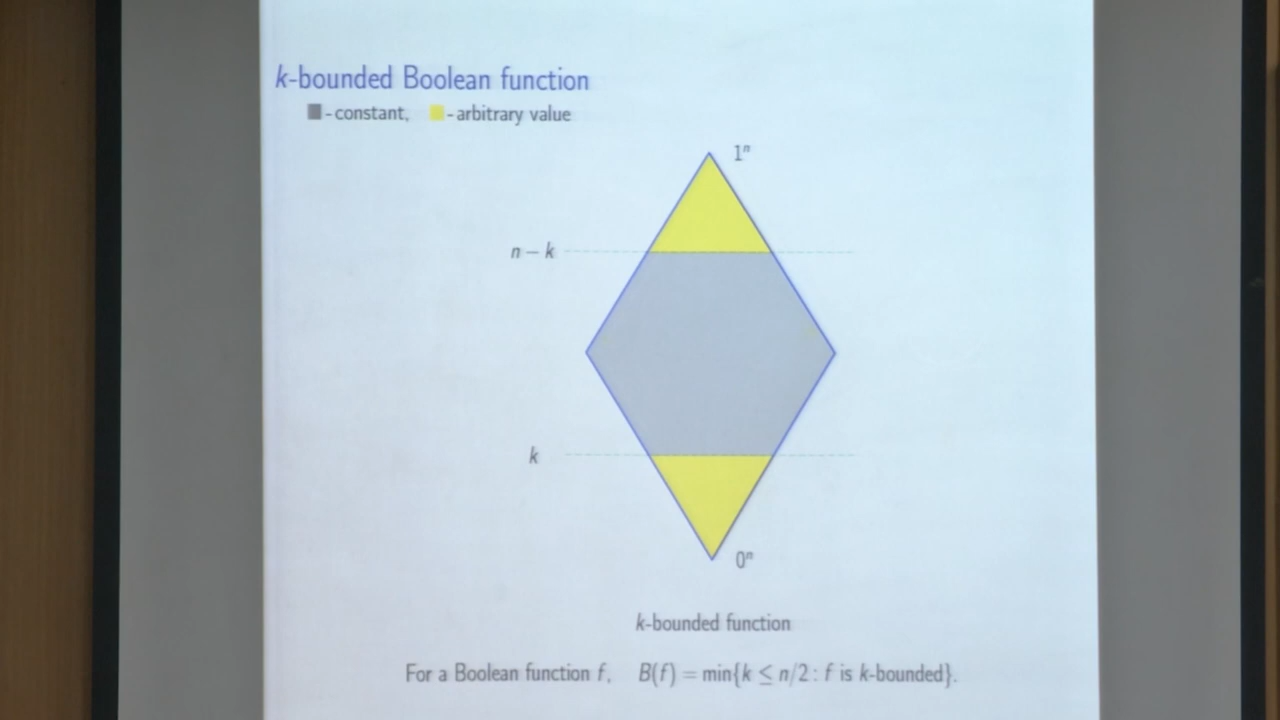 k-bounded Boolean function
- constant, - arbitrary value
1ⁿ
n − k
k
0ⁿ
k-bounded function
For a Boolean function f, B(f) = min{k ≤ n/2 : f is k-bounded}.